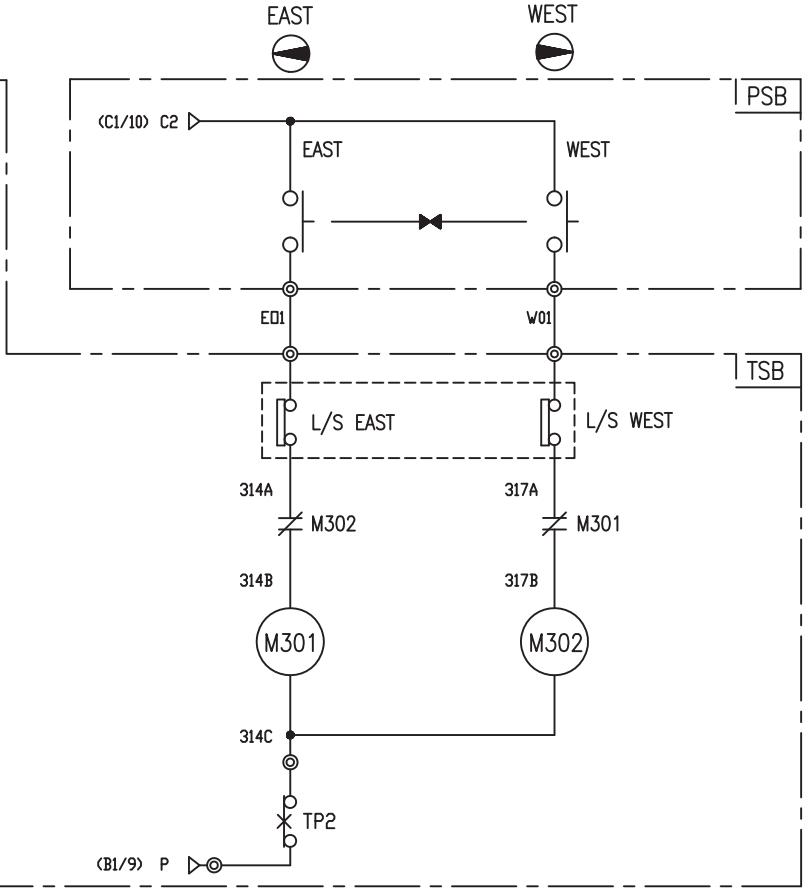 EAST WEST
PSB
(C1/10) C2
EAST WEST
E01 W01
TSB
L/S EAST L/S WEST
314A 317A
M302 M301
314B 317B
M301 M302
314C
TP2
(B1/9) P